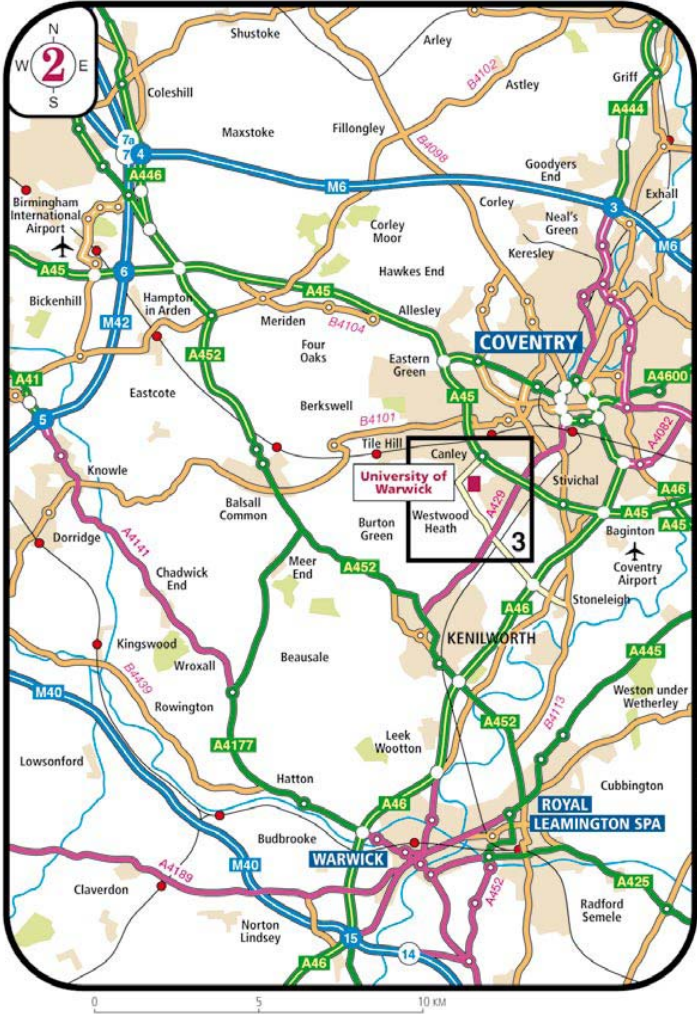 N
W 2 E
S
Shustoke
Arley
Coleshill
B4102
Astley
Griff
A444
Maxstoke
Fillongley
B4098
7a
7
4
A446
M6
Goodyers
End
Exhall
3
Birmingham
International
Airport
Corley
Neal's
Green
M6
Corley
Moor
Keresley
A45
6
Hawkes End
Bickenhill
Hampton
in Arden
A45
Allesley
M42
Meriden
B4104
A452
Four
Oaks
COVENTRY
Eastern
Green
A41
Eastcote
A45
A4600
Berkswell
5
B4101
A4082
Tile Hill
Canley
Knowle
University of
Warwick
Stivichal
A46
Balsall
Common
A429
Westwood
Heath
A45
A45
Burton
Green
3
Baginton
Dorridge
A4141
Coventry
Airport
Chadwick
End
Meer
End
A452
A46
Stoneleigh
Kingswood
KENILWORTH
Beausale
A445
Wroxall
B4439
M40
Rowington
B4113
Weston under
Wetherley
A452
Leek
Wootton
A4177
Lowsonford
Hatton
Cubbington
A46
ROYAL
LEAMINGTON SPA
Budbrooke
WARWICK
M40
A4189
A452
A425
Claverdon
Radford
Semele
Norton
Lindsey
15
14
A46
0 5 10 KM